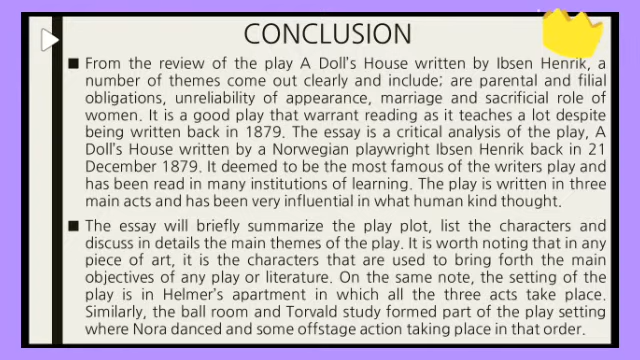 CONCLUSION
From the review of the play A Doll's House written by Ibsen Henrik, a
number of themes come out clearly and include; are parental and filial
obligations, unreliability of appearance, marriage and sacrificial role of
women. It is a good play that warrant reading as it teaches a lot despite
being written back in 1879. The essay is a critical analysis of the play, A
Doll's House written by a Norwegian playwright Ibsen Henrik back in 21
December 1879. It deemed to be the most famous of the writers play and
has been read in many institutions of learning. The play is written in three
main acts and has been very influential in what human kind thought.
The essay will briefly summarize the play plot, list the characters and
discuss in details the main themes of the play. It is worth noting that in any
piece of art, it is the characters that are used to bring forth the main
objectives of any play or literature. On the same note, the setting of the
play is in Helmer's apartment in which all the three acts take place.
Similarly, the ball room and Torvald study formed part of the play setting
where Nora danced and some offstage action taking place in that order.